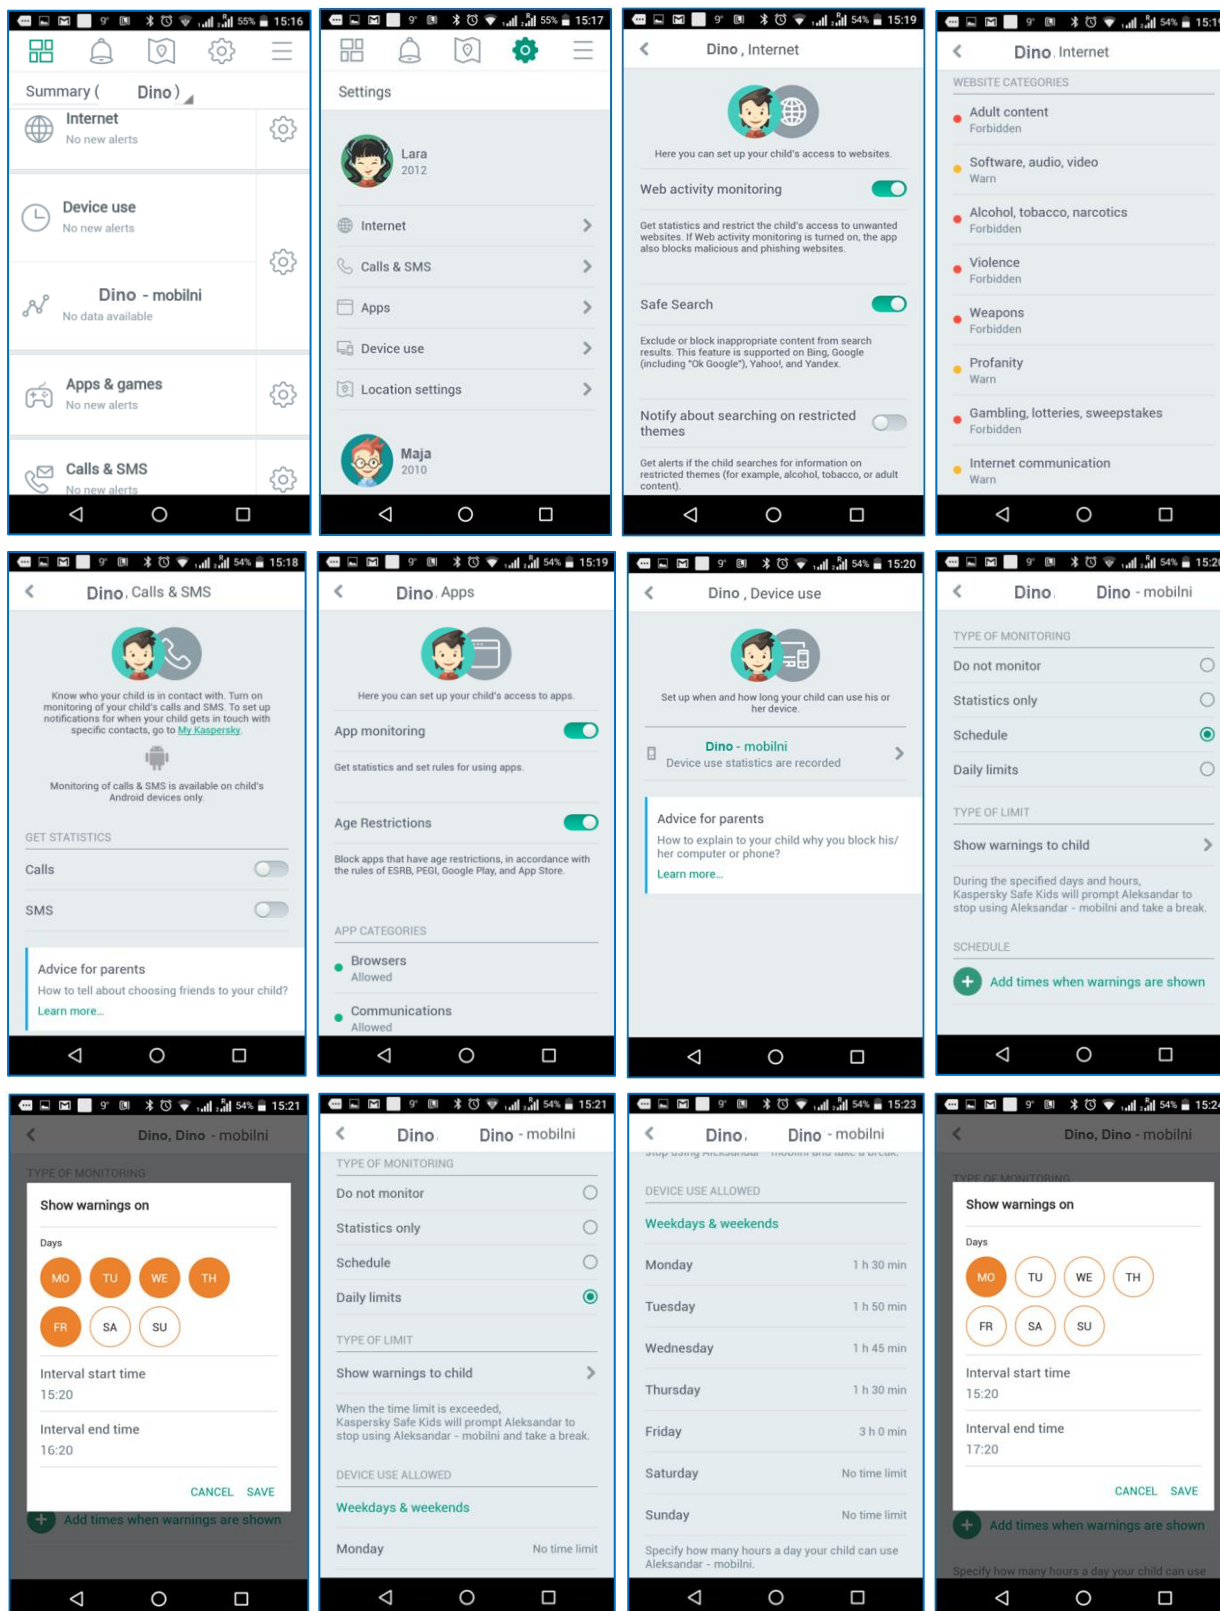 9° 55% 15:16
Summary ( Dino )
Internet
No new alerts
Device use
No new alerts
Dino - mobilni
No data available
Apps & games
No new alerts
Calls & SMS
No new alerts
9° 55% 15:17
Settings
Lara
2012
Internet
Calls & SMS
Apps
Device use
Location settings
Maja
2010
9° 54% 15:19
Dino , Internet
Here you can set up your child's access to websites.
Web activity monitoring
Get statistics and restrict the child's access to unwanted
websites. If Web activity monitoring is turned on, the app
also blocks malicious and phishing websites.
Safe Search
Exclude or block inappropriate content from search
results. This feature is supported on Bing, Google
(including "Ok Google"), Yahoo!, and Yandex.
Notify about searching on restricted
themes
Get alerts if the child searches for information on
restricted themes (for example, alcohol, tobacco, or adult
content).
9° 54%
Dino, Internet
WEBSITE CATEGORIES
Adult content
Forbidden
Software, audio, video
Warn
Alcohol, tobacco, narcotics
Forbidden
Violence
Forbidden
Weapons
Forbidden
Profanity
Warn
Gambling, lotteries, sweepstakes
Forbidden
Internet communication
Warn
9° 54% 15:18
Dino, Calls & SMS
Know who your child is in contact with. Turn on
monitoring of your child's calls and SMS. To set up
notifications for when your child gets in touch with
specific contacts, go to My Kaspersky.
Monitoring of calls & SMS is available on child's
Android devices only.
GET STATISTICS
Calls
SMS
Advice for parents
How to tell about choosing friends to your child?
Learn more...
9° 54% 15:19
Dino, Apps
Here you can set up your child's access to apps.
App monitoring
Get statistics and set rules for using apps.
Age Restrictions
Block apps that have age restrictions, in accordance with
the rules of ESRB, PEGI, Google Play, and App Store.
APP CATEGORIES
Browsers
Allowed
Communications
Allowed
9° 54% 15:20
Dino , Device use
Set up when and how long your child can use his or
her device.
Dino - mobilni
Device use statistics are recorded
Advice for parents
How to explain to your child why you block his/
her computer or phone?
Learn more...
9° 54%
Dino, Dino - mobilni
TYPE OF MONITORING
Do not monitor
Statistics only
Schedule
Daily limits
TYPE OF LIMIT
Show warnings to child
During the specified days and hours,
Kaspersky Safe Kids will prompt Aleksandar to
stop using Aleksandar - mobilni and take a break.
SCHEDULE
Add times when warnings are shown
9° 54% 15:21
Dino, Dino - mobilni
TYPE OF MONITORING
Show warnings on
Days
MO TU WE TH
FR SA SU
Interval start time
15:20
Interval end time
16:20
CANCEL SAVE
Add times when warnings are shown
9° 54% 15:21
Dino, Dino - mobilni
TYPE OF MONITORING
Do not monitor
Statistics only
Schedule
Daily limits
TYPE OF LIMIT
Show warnings to child
When the time limit is exceeded,
Kaspersky Safe Kids will prompt Aleksandar to
stop using Aleksandar - mobilni and take a break.
DEVICE USE ALLOWED
Weekdays & weekends
Monday No time limit
9° 54% 15:23
Dino, Dino - mobilni
stop using Aleksandar - mobilni and take a break.
DEVICE USE ALLOWED
Weekdays & weekends
Monday 1 h 30 min
Tuesday 1 h 50 min
Wednesday 1 h 45 min
Thursday 1 h 30 min
Friday 3 h 0 min
Saturday No time limit
Sunday No time limit
Specify how many hours a day your child can use
Aleksandar - mobilni.
9° 54% 15:24
Dino, Dino - mobilni
TYPE OF MONITORING
Show warnings on
Days
MO TU WE TH
FR SA SU
Interval start time
15:20
Interval end time
17:20
CANCEL SAVE
Add times when warnings are shown
Specify how many hours a day your child can use